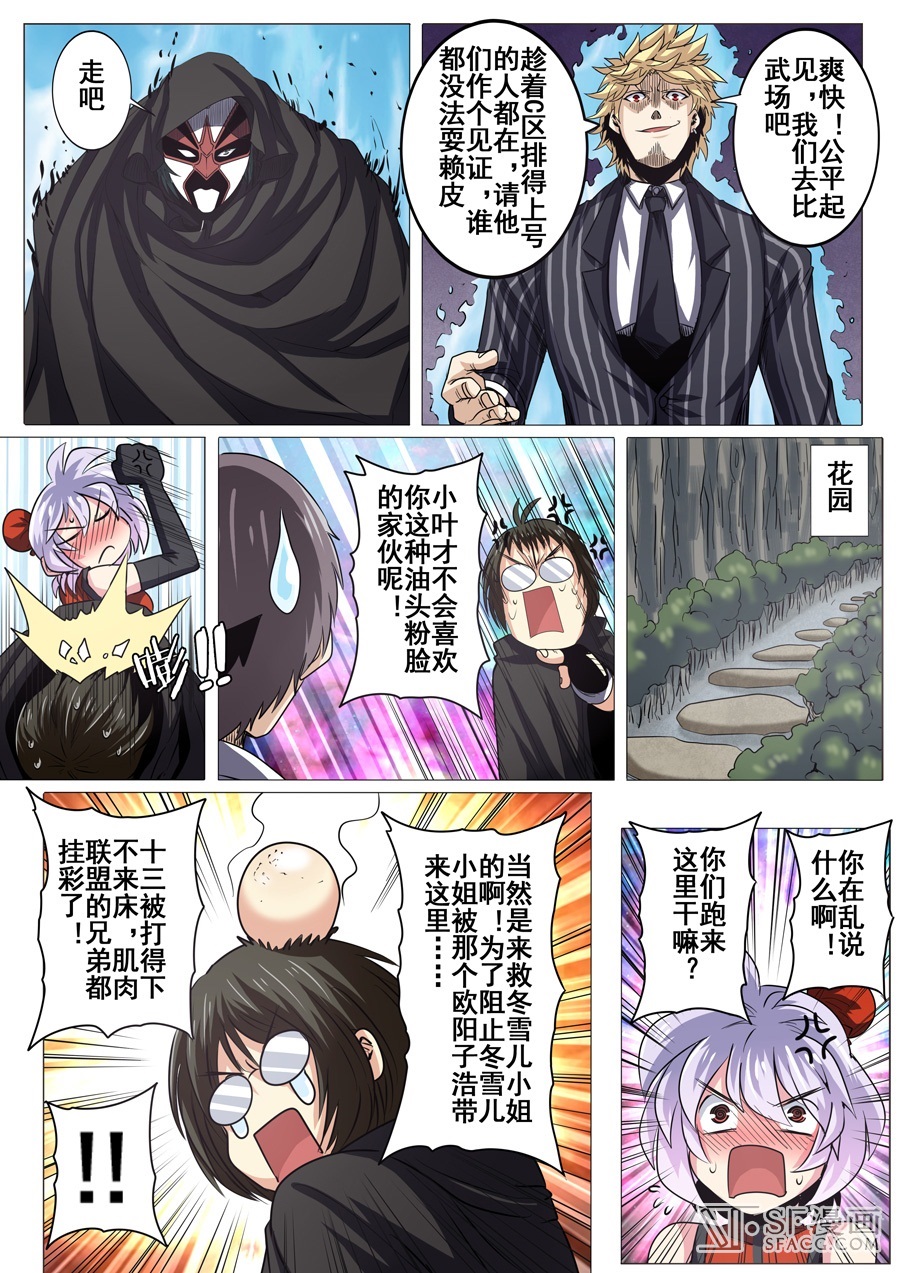 爽快！公平起
见，我们去比
武场吧
趁着C区排得上号
的人都在，请他
们作个见证，谁
都没法耍赖皮
走吧
花园
小叶才不会喜欢
你这种油头粉脸
的家伙呢！
嘭
!!
你在乱说
什么啊！
你们跑来
这里干嘛？
当然是来救冬雪儿小姐
的啊！为了阻止冬雪儿
小姐被那个欧阳子浩带
来这里……
十三被打得下
不来床，肌肉
联盟的兄弟都
挂彩了！
!!
SF漫画
SFACG.COM